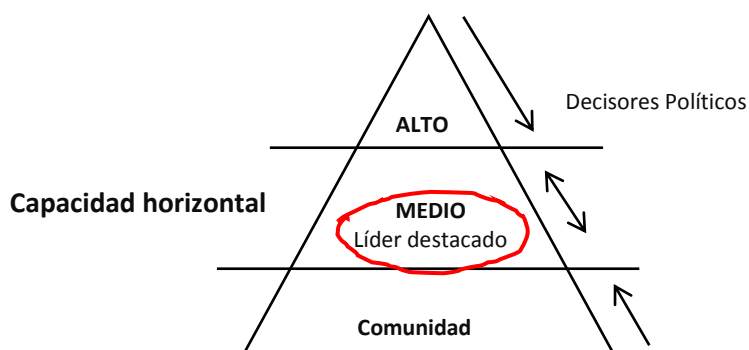 Decisores Políticos
ALTO
Capacidad horizontal
MEDIO
Líder destacado
Comunidad